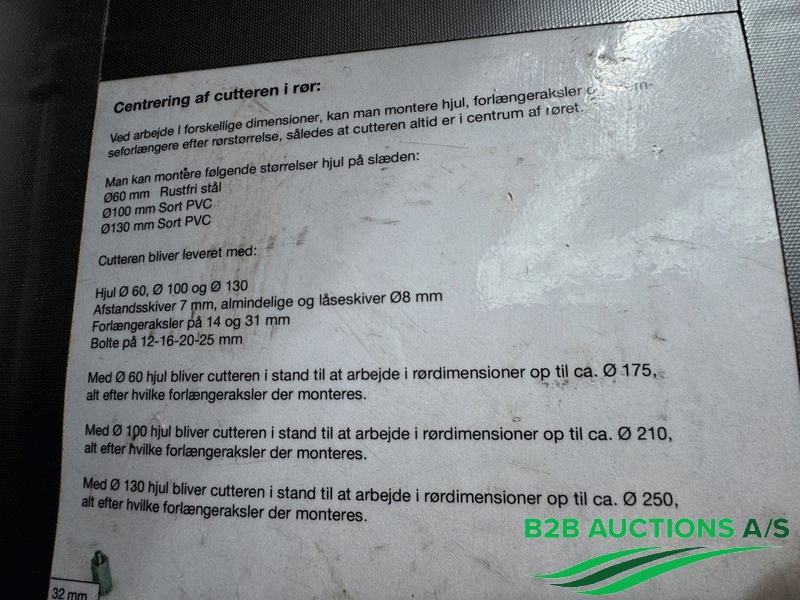 Centrering af cutteren i rør:
Ved arbejde I forskellige dimensioner, kan man montere hjul, forlængeraksler
seforlængere efter rørstørrelse, således at cutteren altid er i centrum af røret.
Man kan montere følgende størrelser hjul på slæden:
Ø60 mm Rustfri stål
Ø100 mm Sort PVC
Ø130 mm Sort PVC
Cutteren bliver leveret med:
Hjul Ø 60, Ø 100 og Ø 130
Afstandsskiver 7 mm, almindelige og låseskiver Ø8 mm
Forlængeraksler på 14 og 31 mm
Bolte på 12-16-20-25 mm
Med Ø 60 hjul bliver cutteren i stand til at arbejde i rørdimensioner op til ca. Ø 175,
alt efter hvilke forlængeraksler der monteres.
Med Ø 100 hjul bliver cutteren i stand til at arbejde i rørdimensioner op til ca. Ø 210,
alt efter hvilke forlængeraksler der monteres.
Med Ø 130 hjul bliver cutteren i stand til at arbejde i rørdimensioner op til ca. Ø 250,
alt efter hvilke forlængeraksler der monteres.
B2B AUCTIONS A/S
32 mm